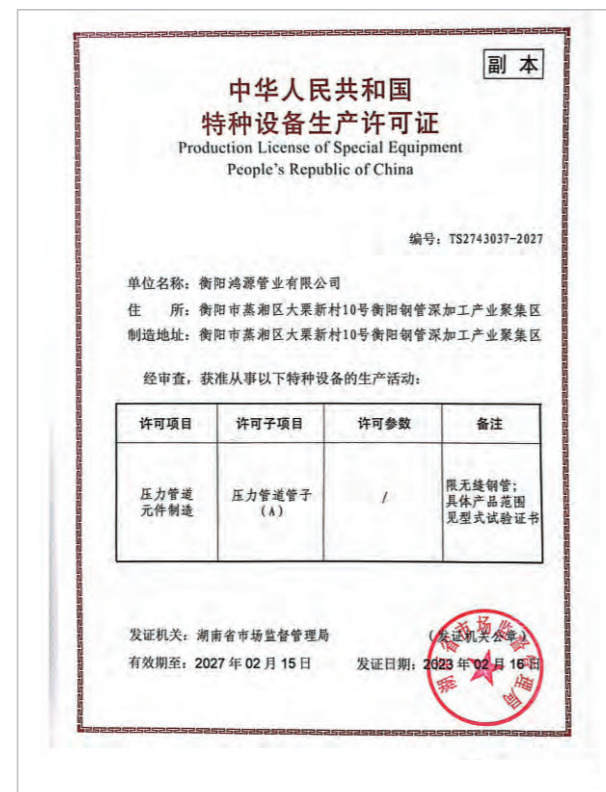 副 本
中华人民共和国
特种设备生产许可证
Production License of Special Equipment
People's Republic of China
编号：TS2743037-2027
单位名称：衡阳鸿源管业有限公司
住 所：衡阳市蒸湘区大栗新村10号衡阳钢管深加工产业聚集区
制造地址：衡阳市蒸湘区大栗新村10号衡阳钢管深加工产业聚集区
经审查，获准从事以下特种设备的生产活动：
许可项目 许可子项目 许可参数 备注
压力管道
元件制造
压力管道管子
（A）
/
限无缝钢管；
具体产品范围
见型式试验证书
发证机关：湖南省市场监督管理局
（发证机关公章）
有效期至：2027 年 02 月 15 日
发证日期：2023 年 02 月 16 日
湖南省市场监督管理局